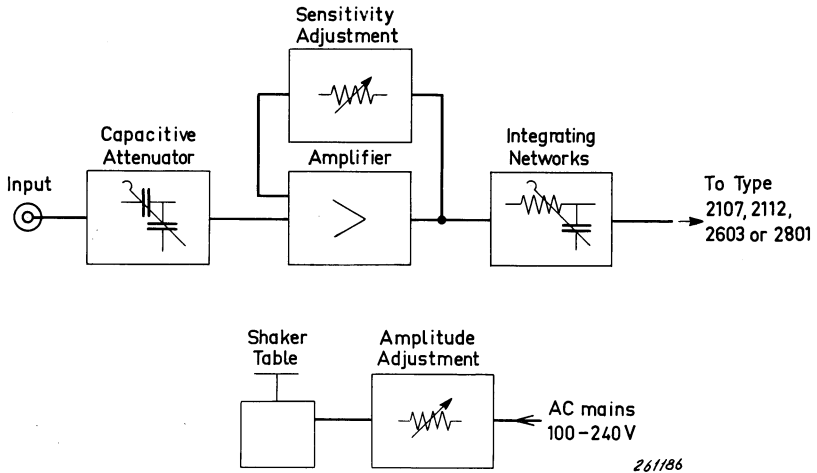 Sensitivity
Adjustment
Capacitive
Attenuator
Amplifier
Integrating
Networks
Input
To Type
2107, 2112,
2603 or 2801
Shaker
Table
Amplitude
Adjustment
AC mains
100-240 V
261186